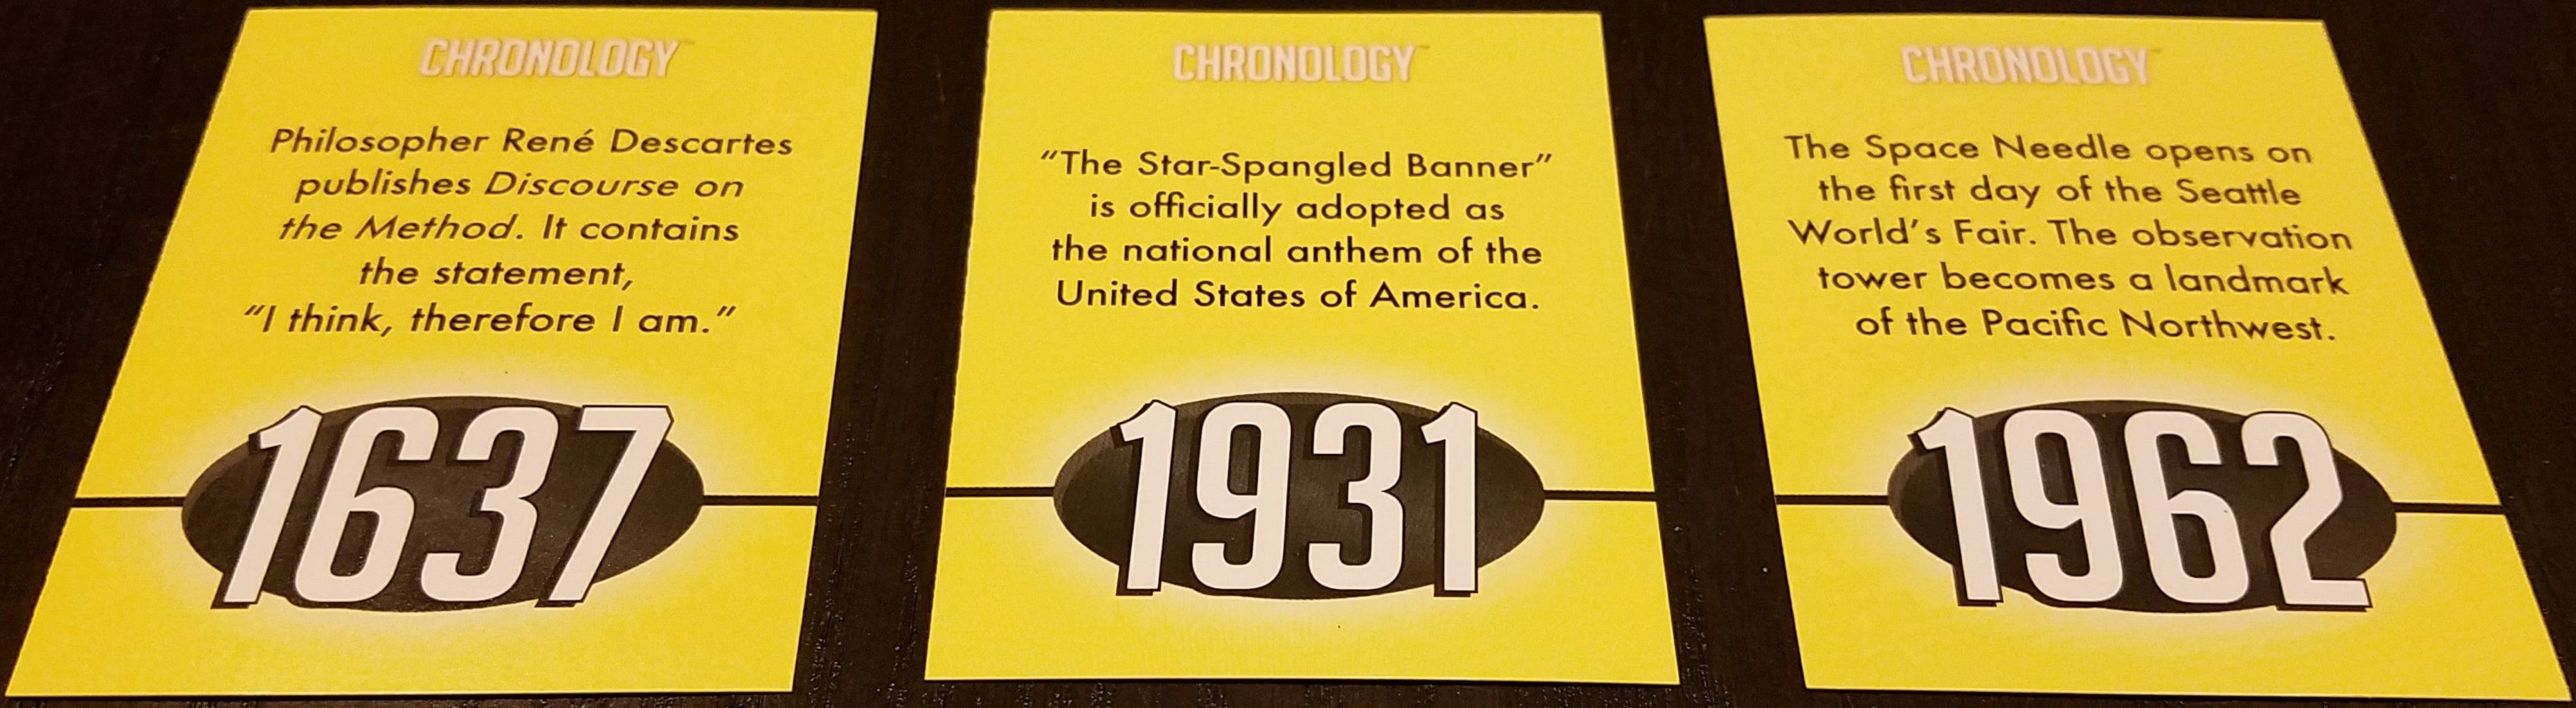 CHRONOLOGY™
Philosopher René Descartes
publishes Discourse on
the Method. It contains
the statement,
“I think, therefore I am.”
1637
CHRONOLOGY™
“The Star-Spangled Banner”
is officially adopted as
the national anthem of the
United States of America.
1931
CHRONOLOGY™
The Space Needle opens on
the first day of the Seattle
World’s Fair. The observation
tower becomes a landmark
of the Pacific Northwest.
1962